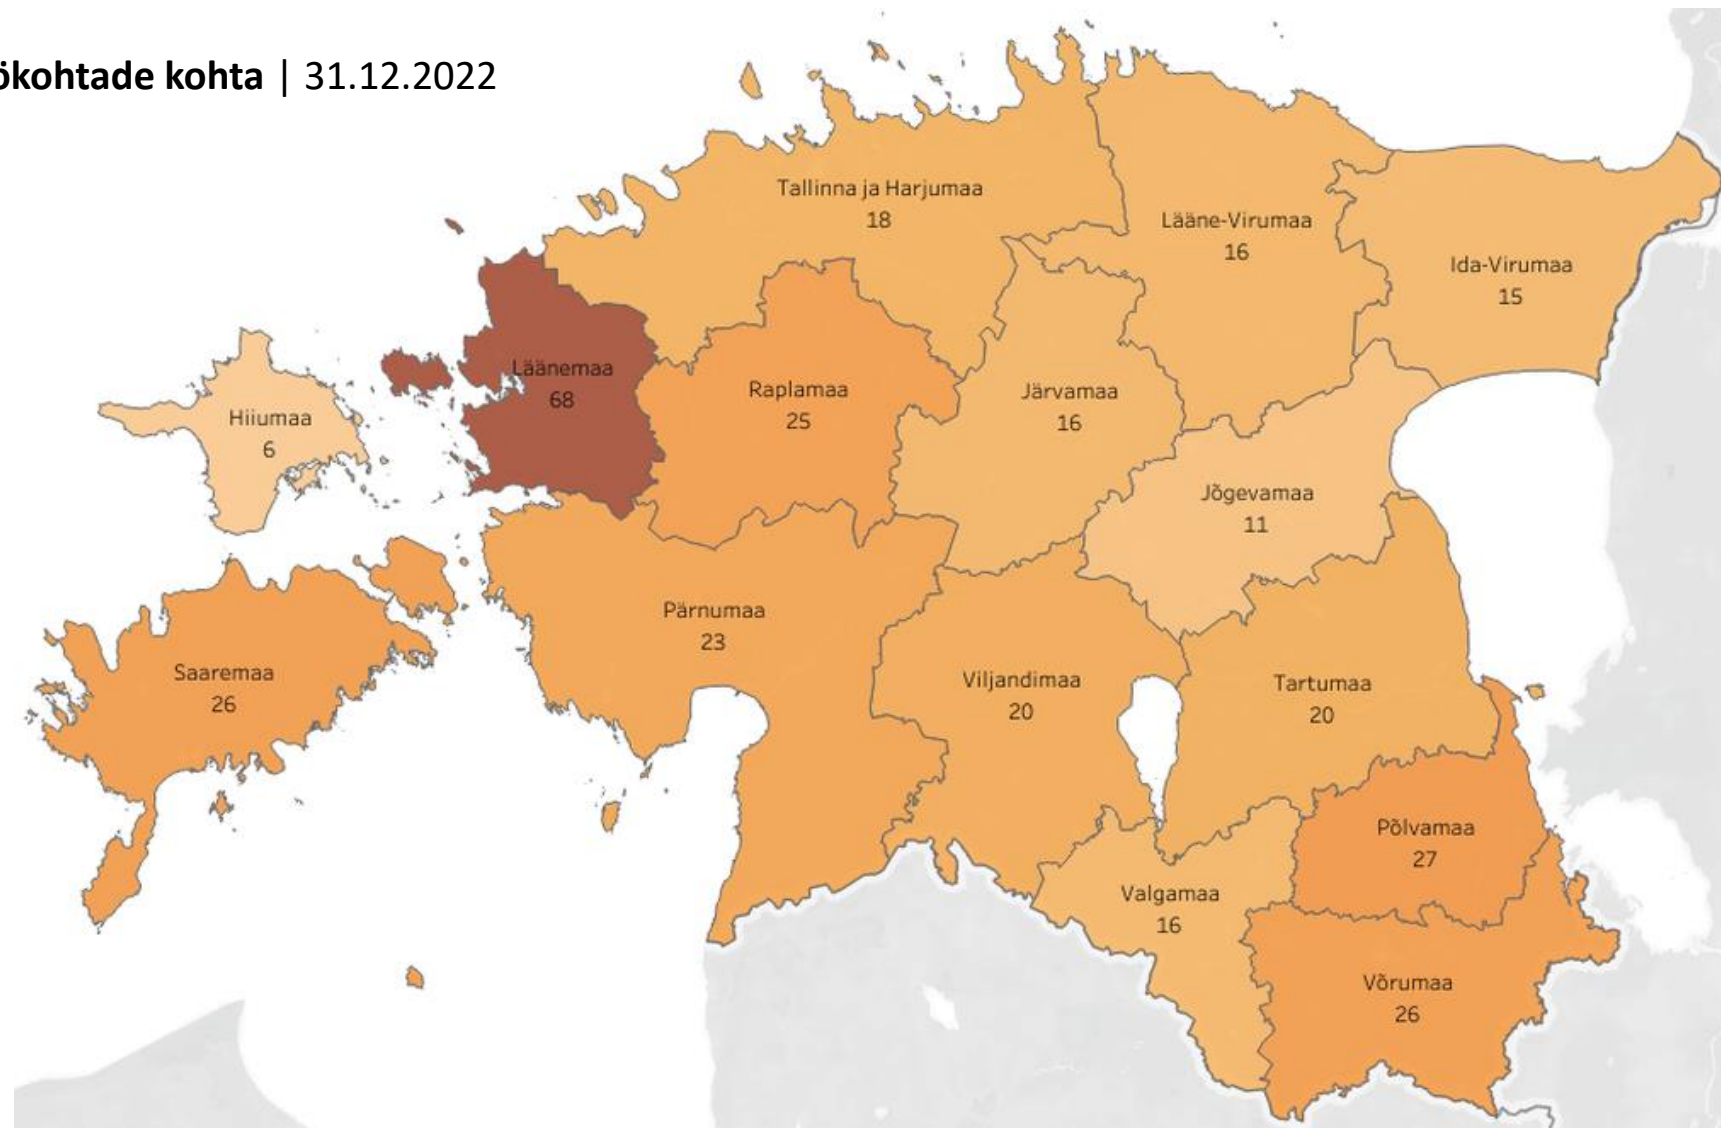 ökohtade kohta | 31.12.2022
Tallinna ja Harjumaa
18
Lääne-Virumaa
16
Ida-Virumaa
15
Läänemaa
68
Raplamaa
25
Järvamaa
16
Hiiumaa
6
Jõgevamaa
11
Pärnumaa
23
Saaremaa
26
Viljandimaa
20
Tartumaa
20
Põlvamaa
27
Valgamaa
16
Võrumaa
26